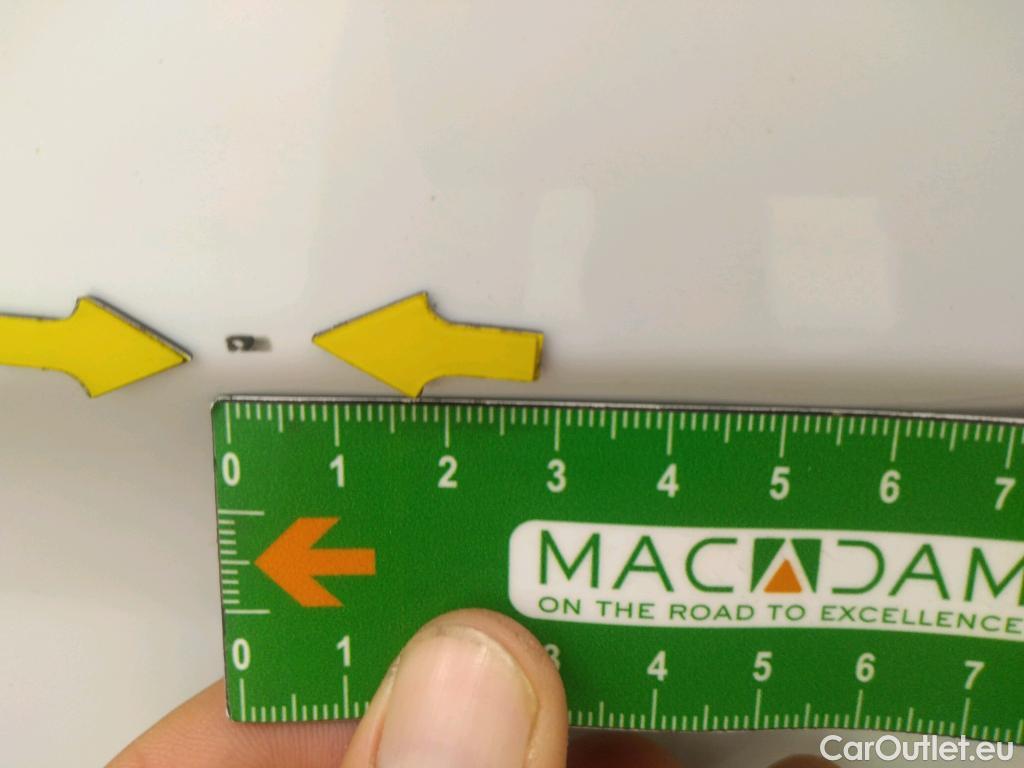 0 1 2 3 4 5 6 7
MACADAM
ON THE ROAD TO EXCELLENCE
0 1 3 4 5 6 7
CarOutlet.eu